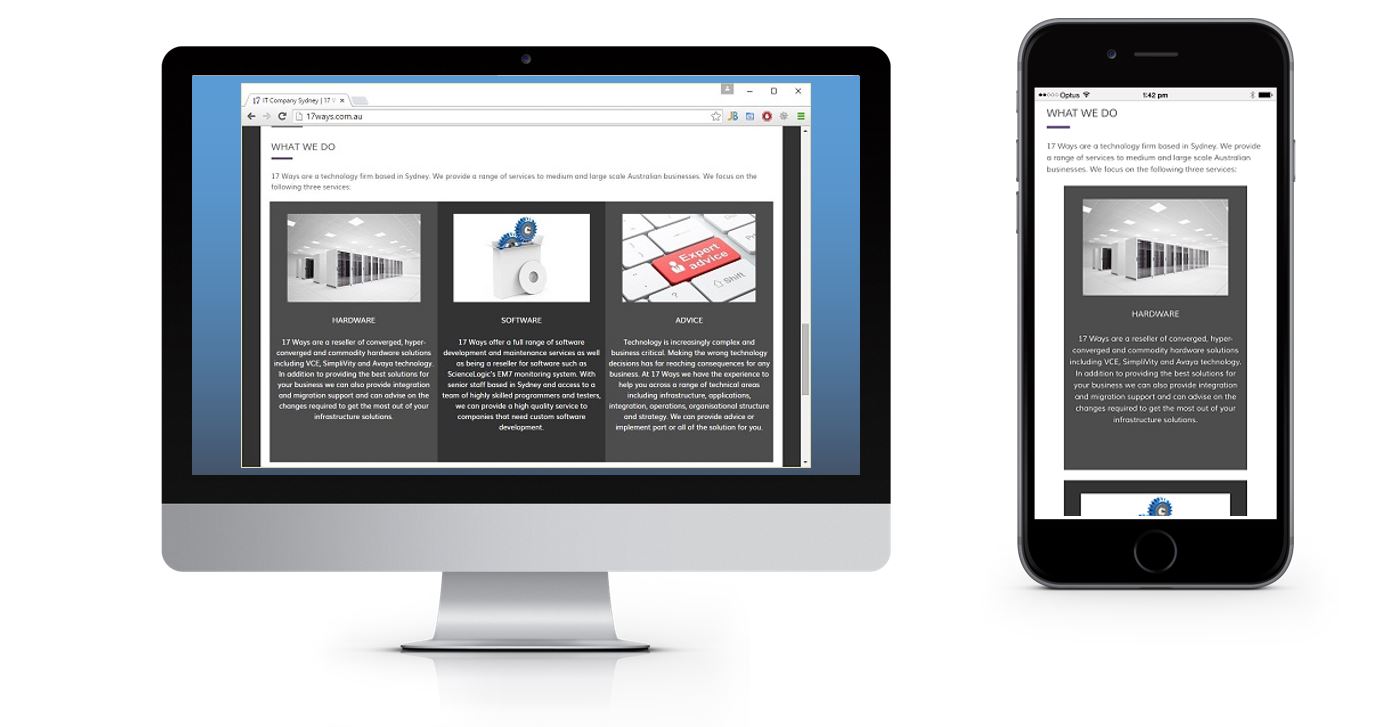 17 IT Company Sydney | 17
17ways.com.au
WHAT WE DO
17 Ways are a technology firm based in Sydney. We provide a range of services to medium and large scale Australian businesses. We focus on the
following three services:
Expert
advice
Shift
?
HARDWARE
17 Ways are a reseller of converged, hyper-
converged and commodity hardware solutions
including VCE, SimpliVity and Avaya technology.
In addition to providing the best solutions for
your business we can also provide integration
and migration support and can advise on the
changes required to get the most out of your
infrastructure solutions.
SOFTWARE
17 Ways offer a full range of software
development and maintenance services as well
as being a reseller for software such as
ScienceLogic's EM7 monitoring system. With
senior staff based in Sydney and access to a
team of highly skilled programmers and testers,
we can provide a high quality service to
companies that need custom software
development.
ADVICE
Technology is increasingly complex and
business critical. Making the wrong technology
decisions has far reaching consequences for any
business. At 17 Ways we have the experience to
help you across a range of technical areas
including infrastructure, applications,
integration, operations, organisational structure
and strategy. We can provide advice or
implement part or all of the solution for you.
Optus 1:42 pm
WHAT WE DO
17 Ways are a technology firm based in Sydney. We provide
a range of services to medium and large scale Australian
businesses. We focus on the following three services:
HARDWARE
17 Ways are a reseller of converged, hyper-
converged and commodity hardware solutions
including VCE, SimpliVity and Avaya technology.
In addition to providing the best solutions for
your business we can also provide integration
and migration support and can advise on the
changes required to get the most out of your
infrastructure solutions.